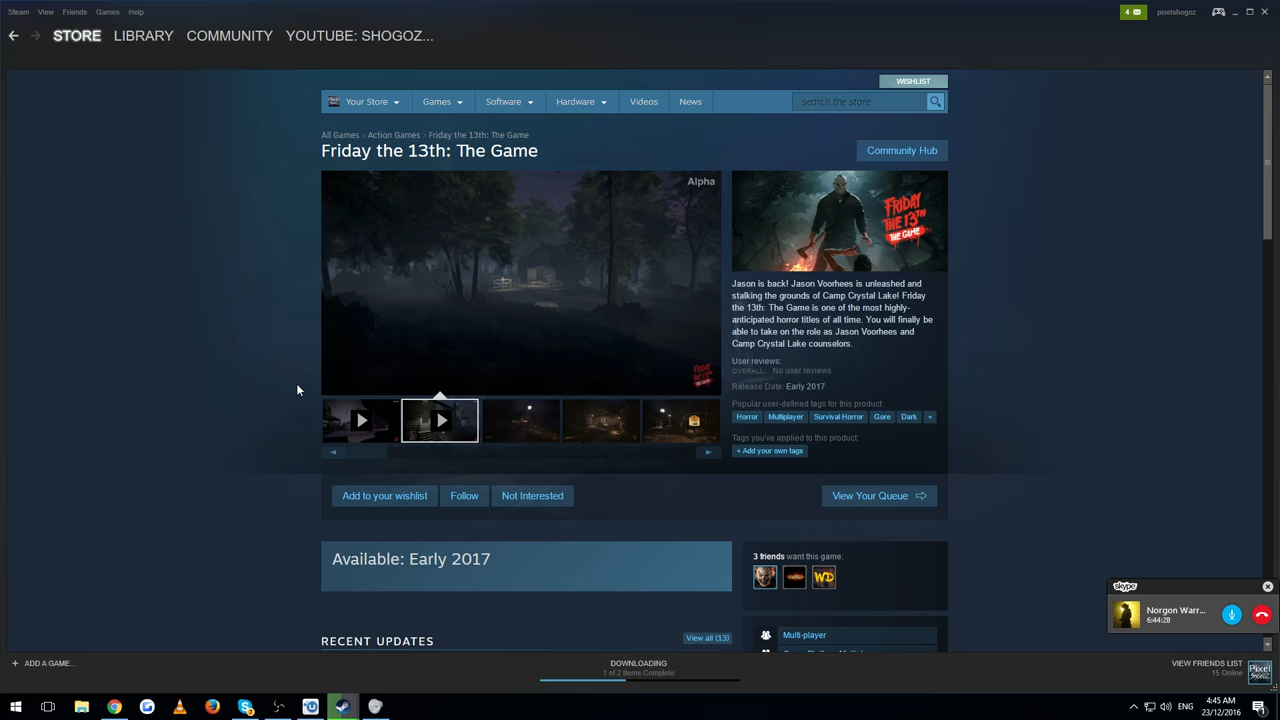 Steam View Friends Games Help
4
pixelshogoz
STORE LIBRARY COMMUNITY YOUTUBE: SHOGOZ...
WISHLIST
Your Store Games Software Hardware Videos News
search the store
All Games > Action Games > Friday the 13th: The Game
Friday the 13th: The Game
Community Hub
Alpha
FRIDAY
THE 13TH
THE GAME
FRIDAY
THE 13TH
Jason is back! Jason Voorhees is unleashed and
stalking the grounds of Camp Crystal Lake! Friday
the 13th: The Game is one of the most highly-
anticipated horror titles of all time. You will finally be
able to take on the role as Jason Voorhees and
Camp Crystal Lake counselors.
User reviews:
OVERALL: No user reviews
Release Date: Early 2017
Popular user-defined tags for this product:
Horror Multiplayer Survival Horror Gore Dark +
Tags you've applied to this product:
+ Add your own tags
Add to your wishlist Follow Not Interested
View Your Queue
Available: Early 2017
3 friends want this game:
WD
RECENT UPDATES
View all (13)
Multi-player
skype
Norgon Warr...
6:44:28
+ ADD A GAME...
DOWNLOADING
1 of 2 Items Complete
VIEW FRIENDS LIST
15 Online
Pixel
ENG
4:45 AM
23/12/2016
1